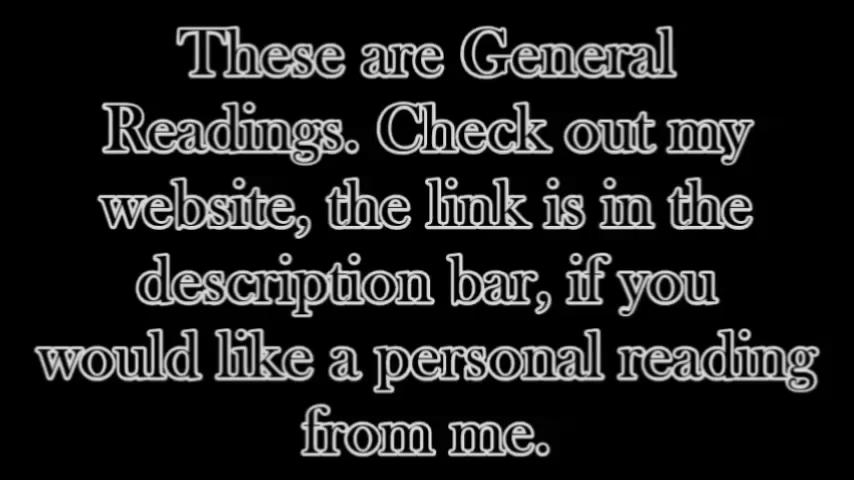 These are General
Readings. Check out my
website, the link is in the
description bar, if you
would like a personal reading
from me.